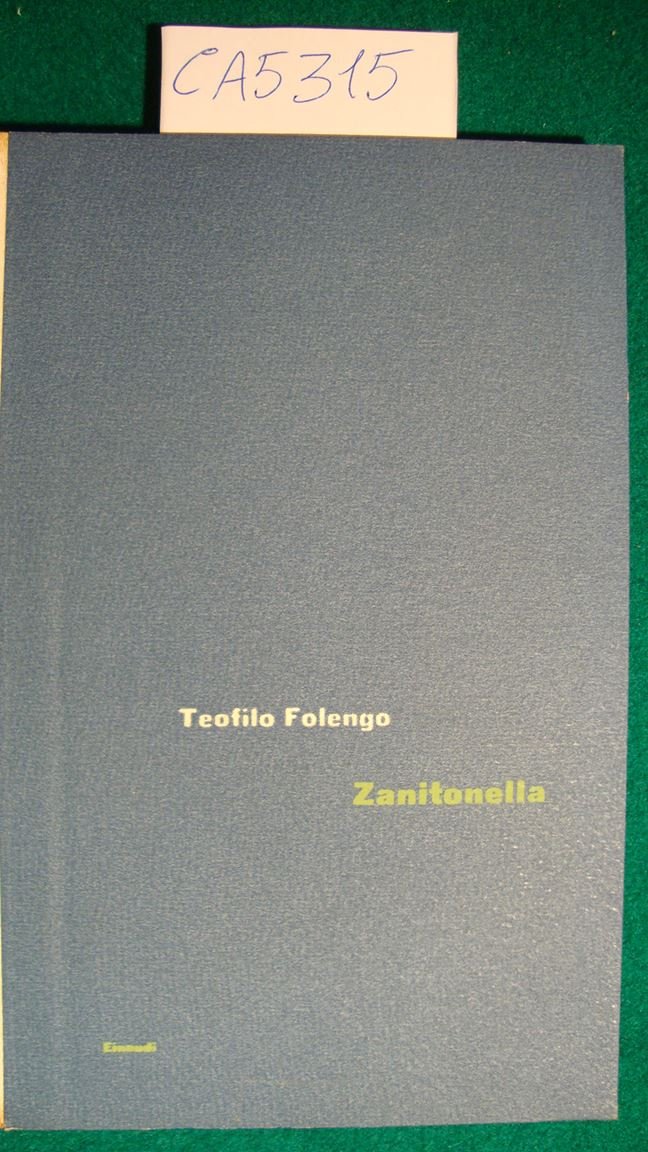 CA5315
Teofilo Folengo
Zanitonella
Einaudi